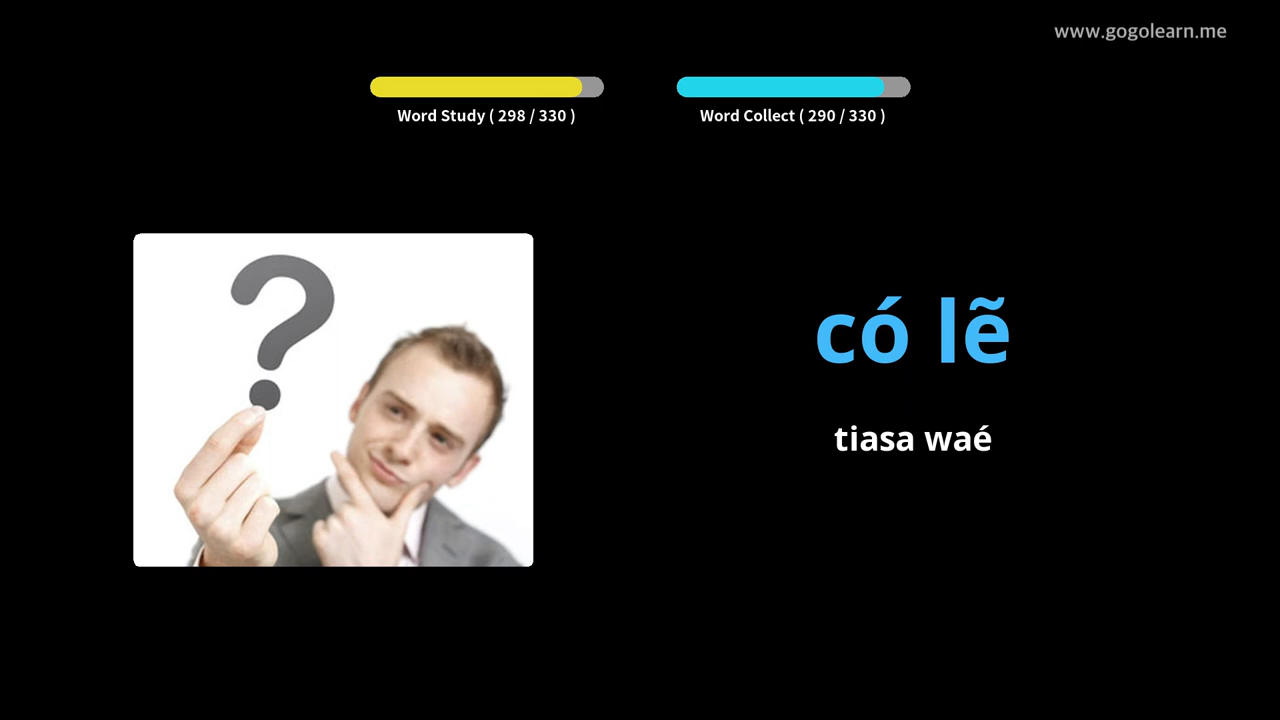 www.gogolearn.me
Word Study ( 298 / 330 )
Word Collect ( 290 / 330 )
có lẽ
tiasa waé